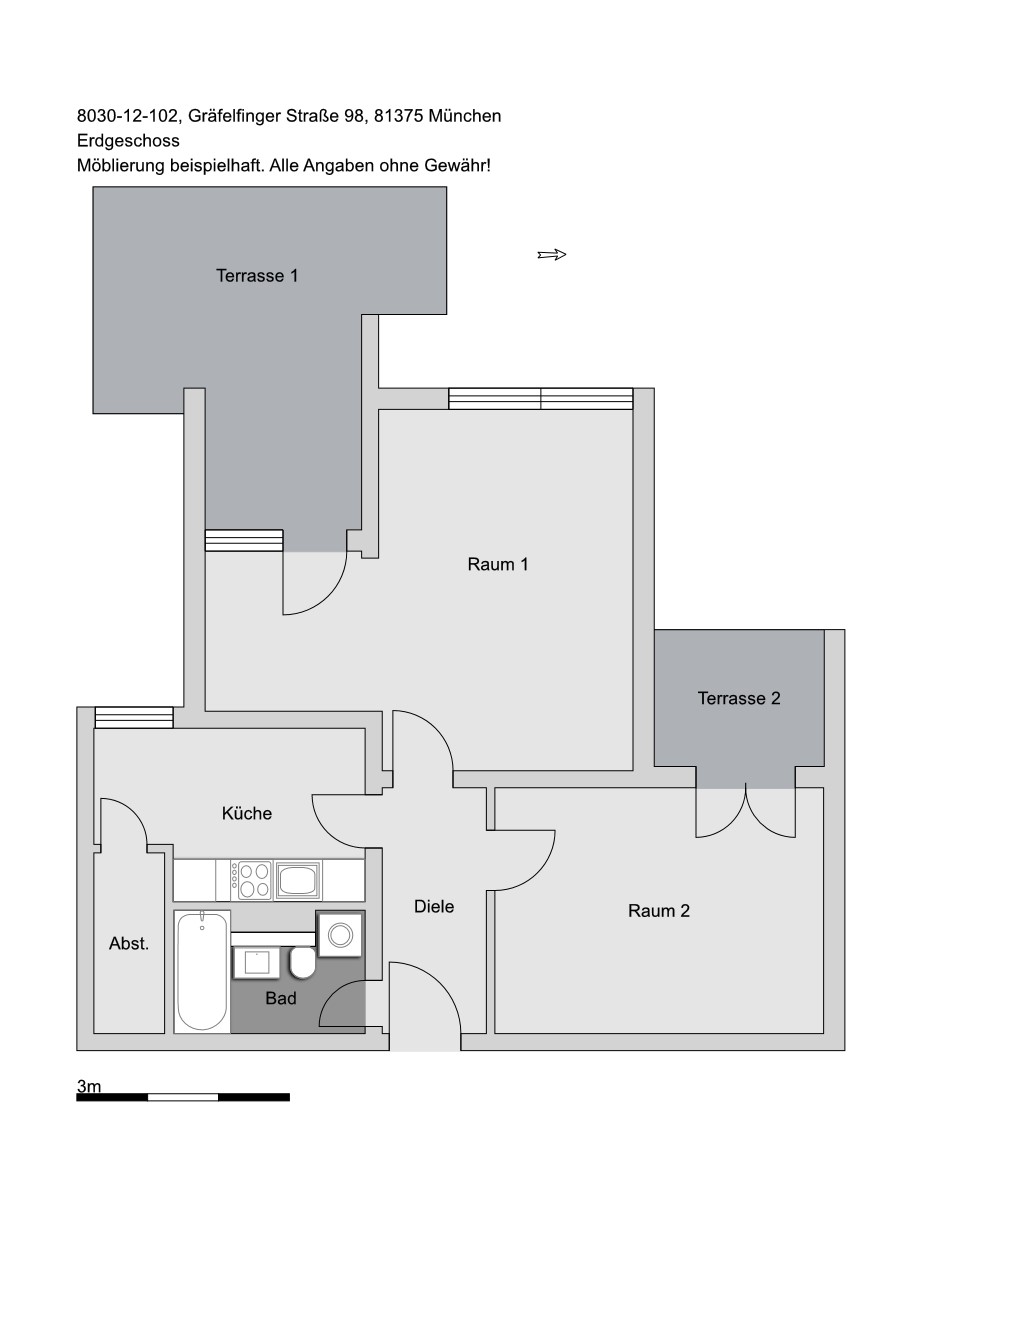 8030-12-102, Gräfelfinger Straße 98, 81375 München
Erdgeschoss
Möblierung beispielhaft. Alle Angaben ohne Gewähr!
Terrasse 1
Raum 1
Terrasse 2
Küche
Diele
Raum 2
Abst.
Bad
3m